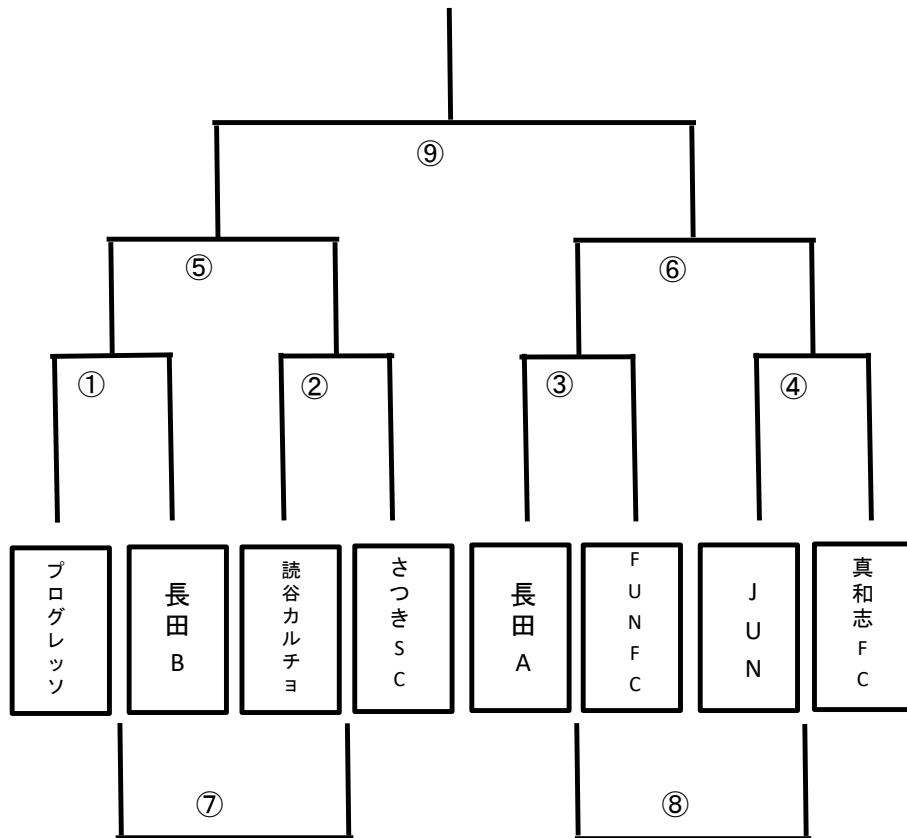 ⑨
⑤
⑥
①
②
③
④
プログレッソ
長田B
読谷カルチョ
さつきSC
長田A
FUNFC
JUN
真和志FC
⑦
⑧